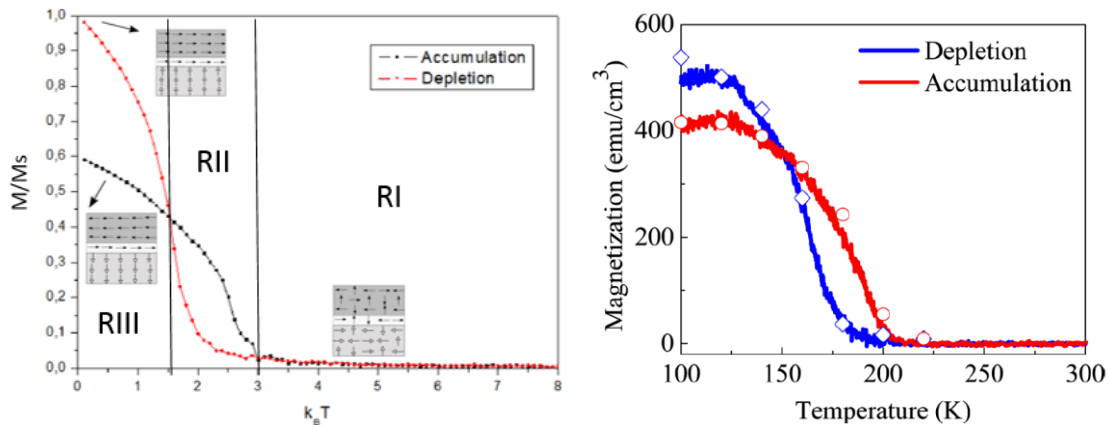 1,0
0,9
0,8
0,7
0,6
0,5
0,4
0,3
0,2
0,1
0,0
M/Ms
Accumulation
Depletion
RII
RI
RIII
0 1 2 3 4 5 6 7 8
k_BT
600
400
200
0
Magnetization (emu/cm³)
Depletion
Accumulation
100 150 200 250 300
Temperature (K)